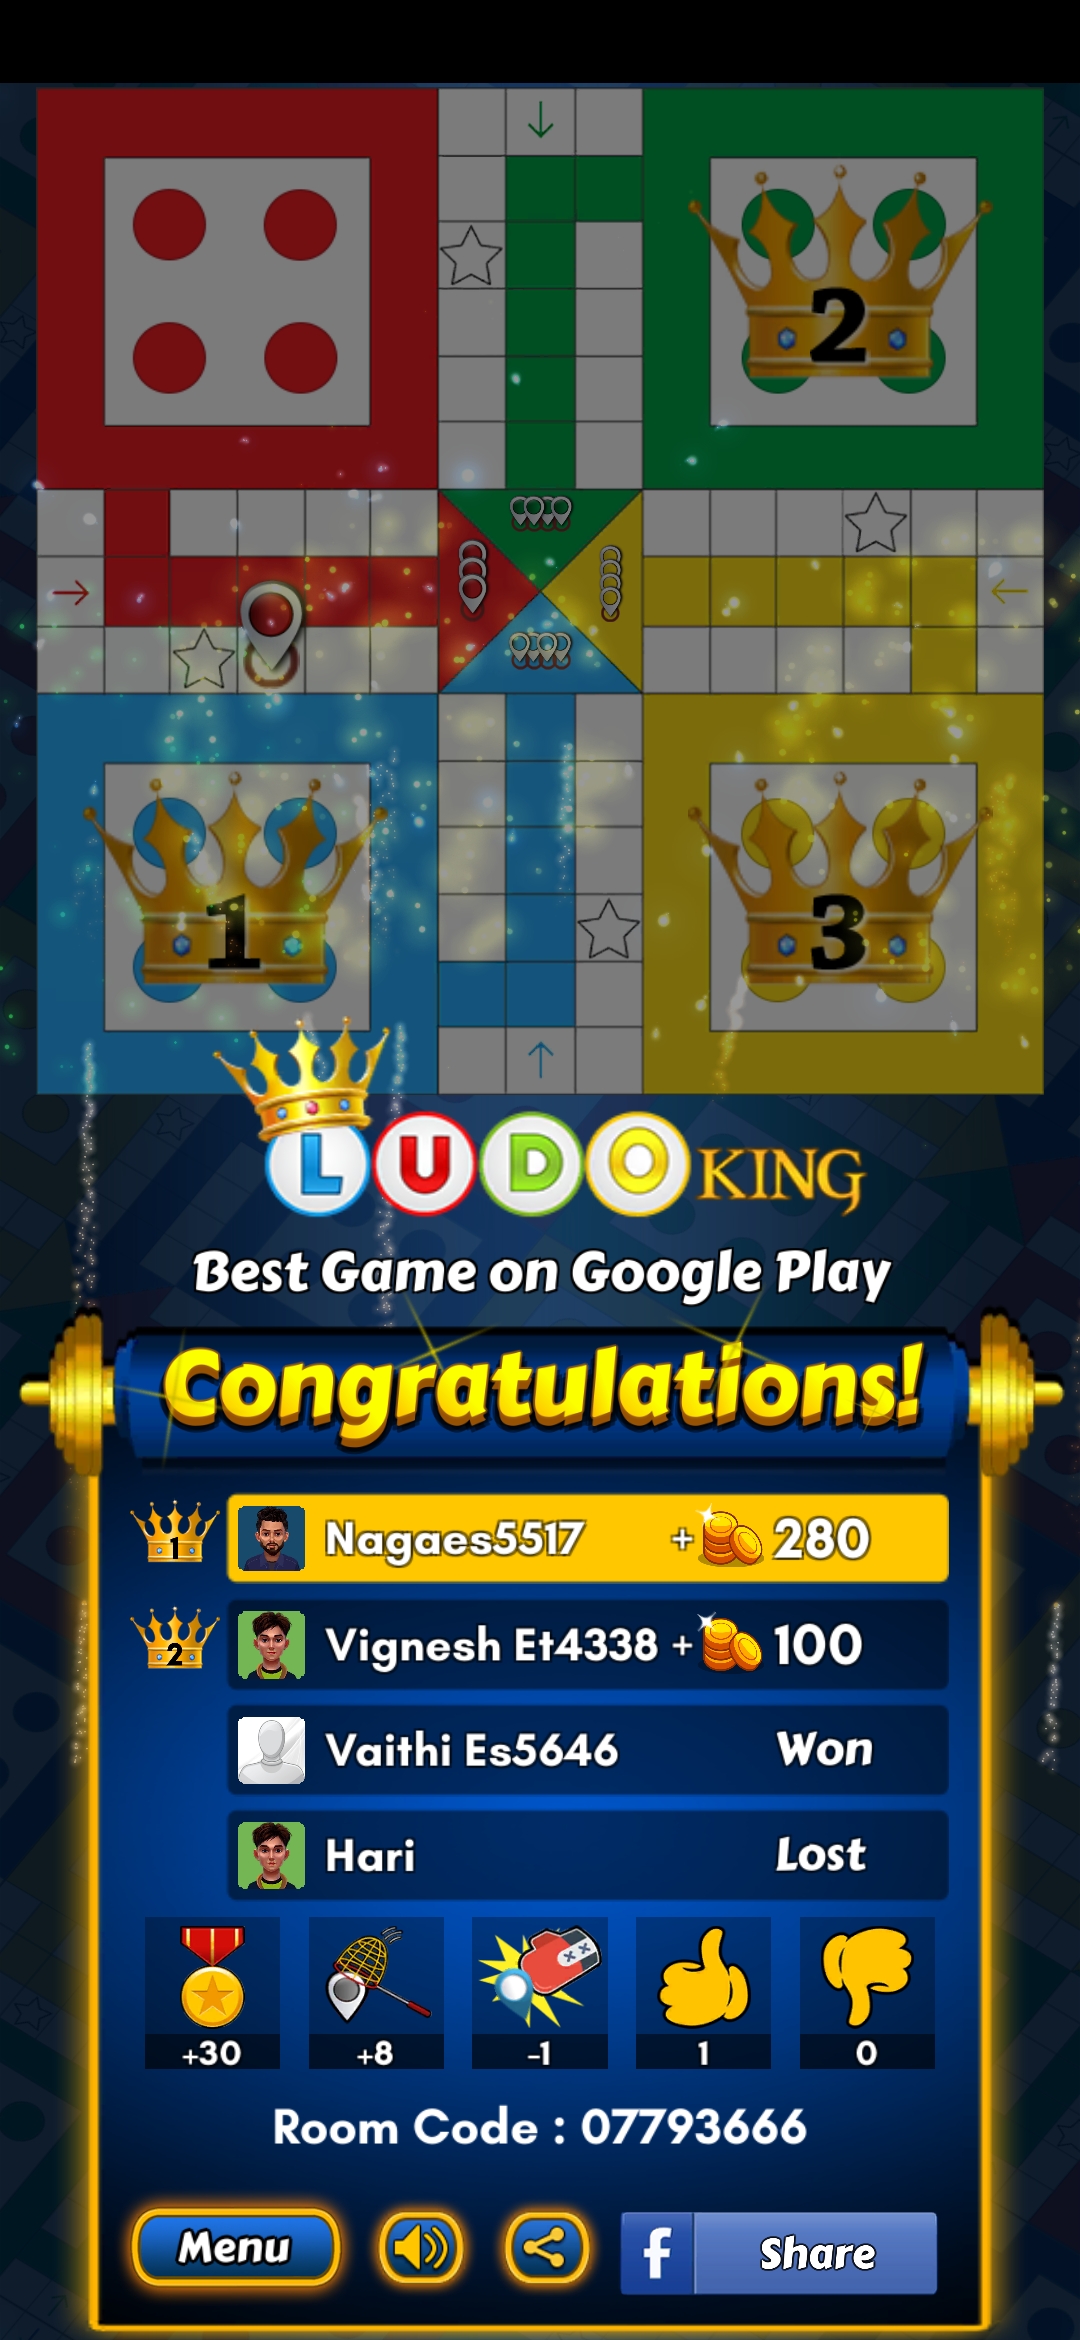 2
1
3
LUDO KING
Best Game on Google Play
Congratulations!
1 Nagaes5517 + 280
2 Vignesh Et4338 + 100
Vaithi Es5646 Won
Hari Lost
+30 +8 -1 1 0
Room Code : 07793666
Menu f Share